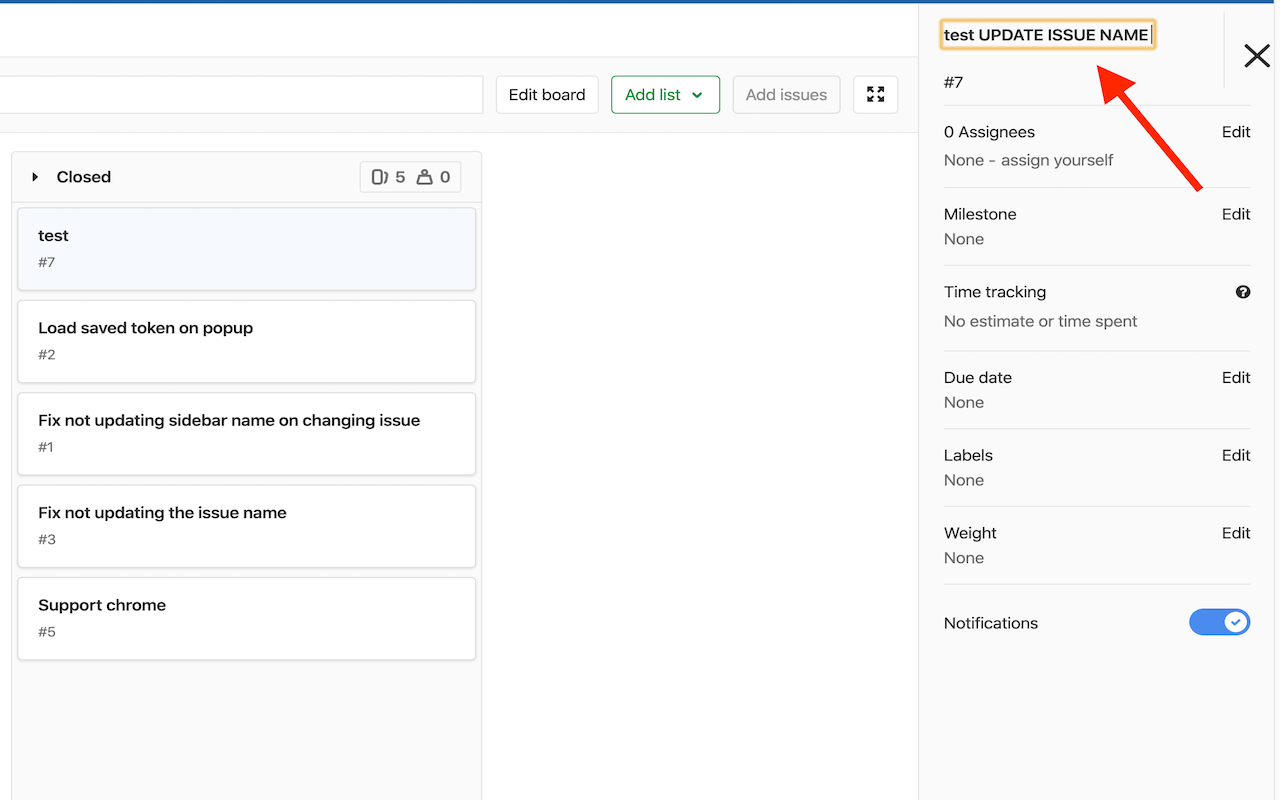 Edit board
Add list
Add issues
Closed
5 0
test
#7
Load saved token on popup
#2
Fix not updating sidebar name on changing issue
#1
Fix not updating the issue name
#3
Support chrome
#5
test UPDATE ISSUE NAME
#7
0 Assignees Edit
None - assign yourself
Milestone Edit
None
Time tracking ?
No estimate or time spent
Due date Edit
None
Labels Edit
None
Weight Edit
None
Notifications